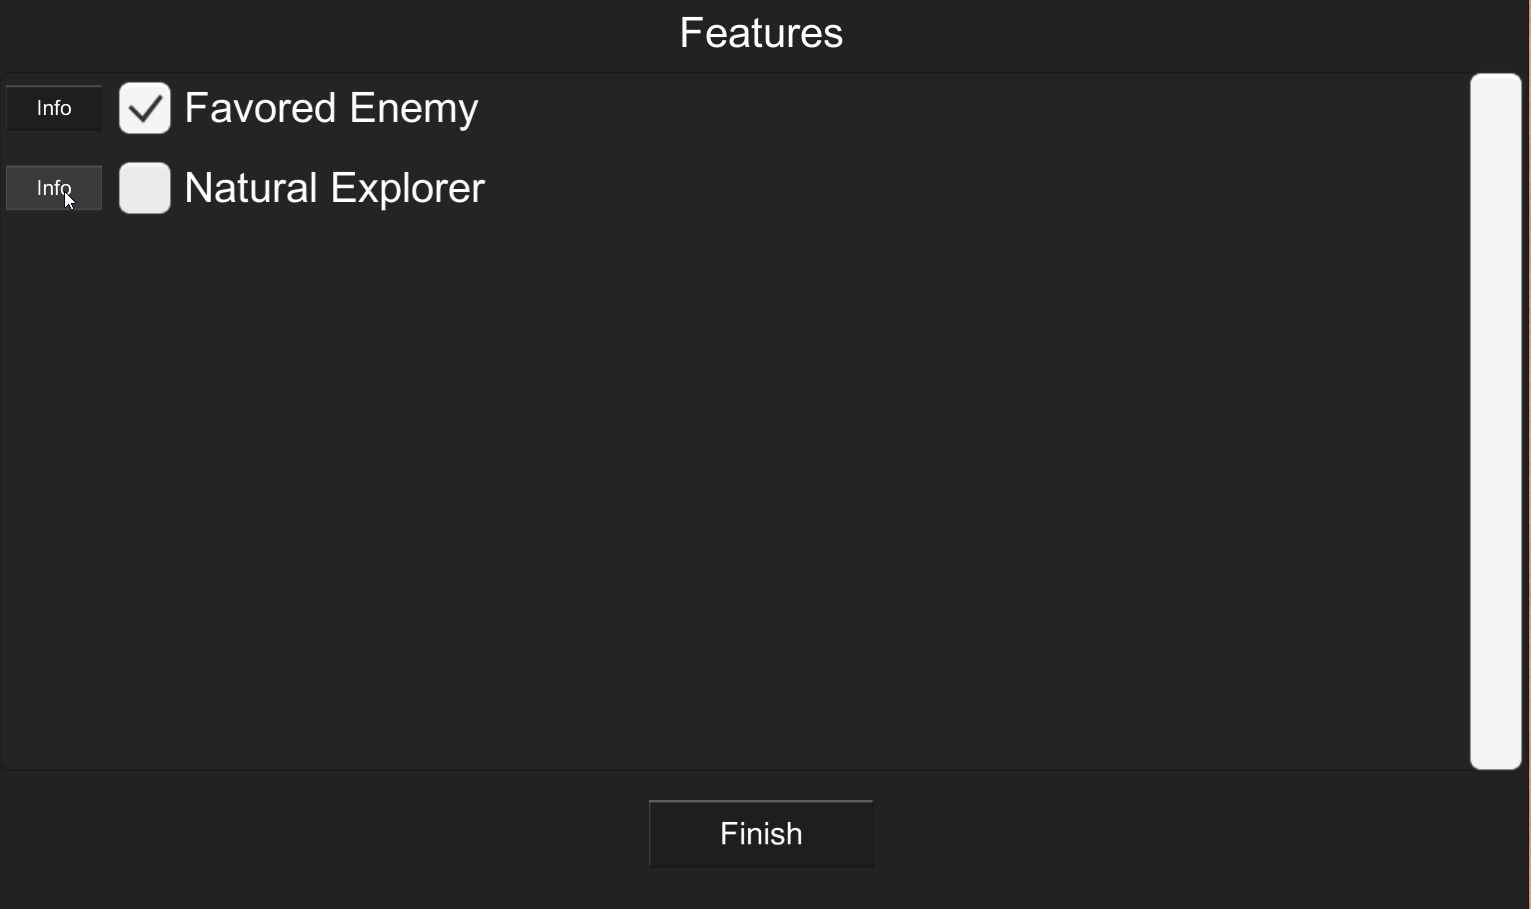 Features
Info Favored Enemy
Info Natural Explorer
Finish